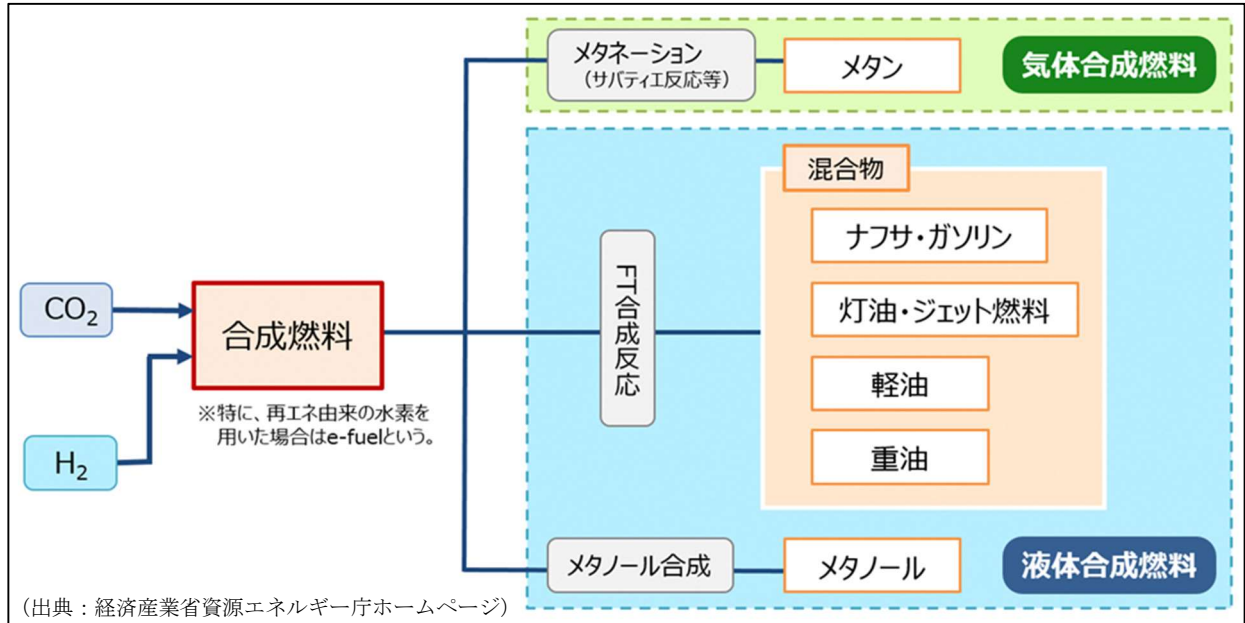 メタネーション
（サバティエ反応等）
メタン
気体合成燃料
混合物
ナフサ・ガソリン
灯油・ジェット燃料
軽油
重油
FT合成反応
CO₂
H₂
合成燃料
※特に、再エネ由来の水素を
用いた場合はe-fuelという。
メタノール合成
メタノール
液体合成燃料
（出典：経済産業省資源エネルギー庁ホームページ）